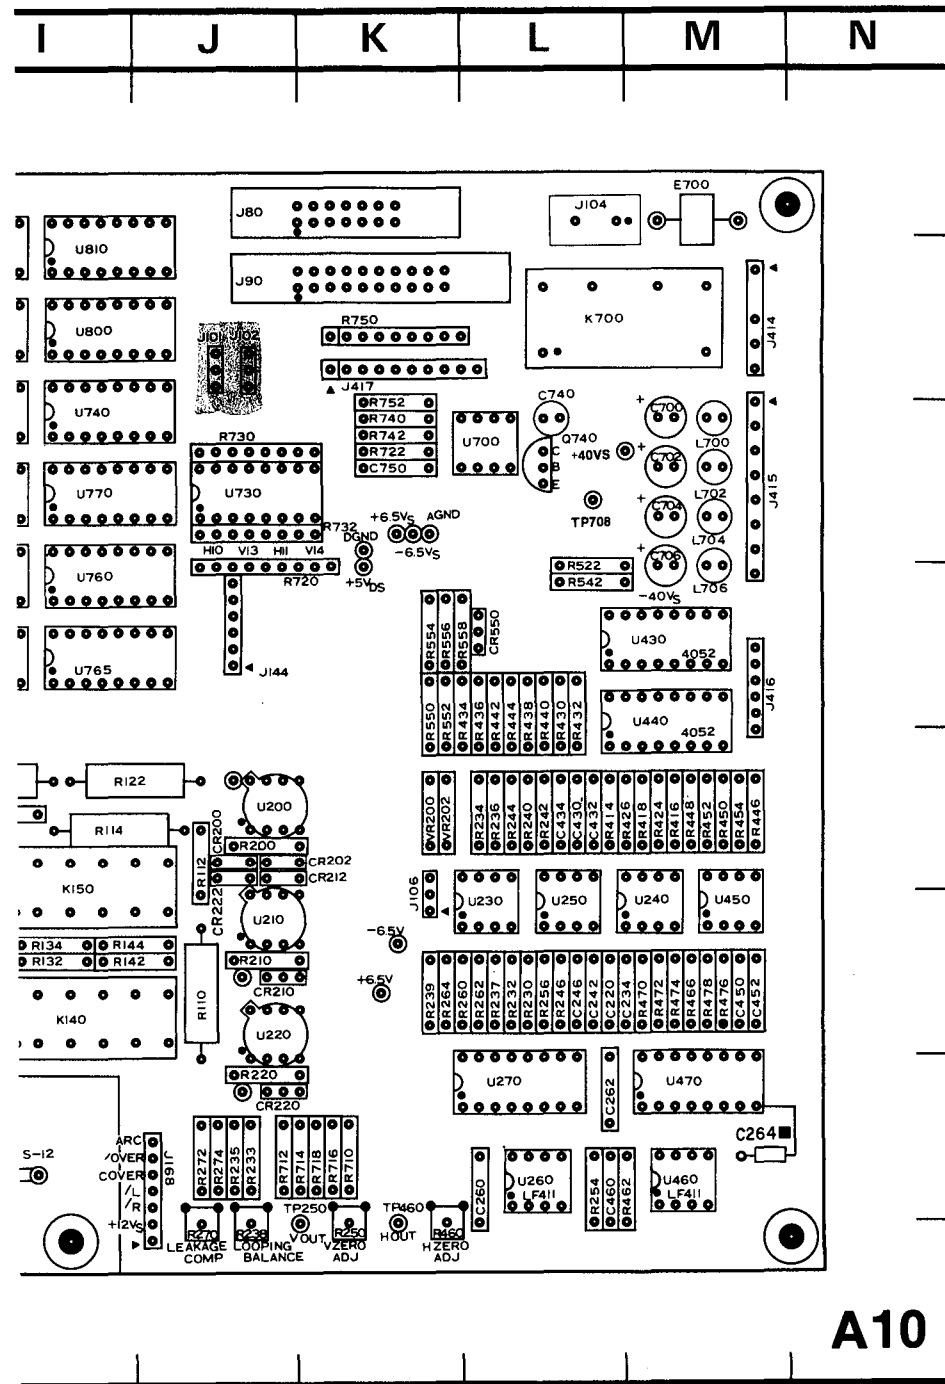 I J K L M N
E700
J80
J104
U810
J90
K700
R750
U800
J101 J102
J414
J417
C740
R752
C700
U740
R740
U700
L700
R730
R742
Q740
C
+40VS
R722
C702
B
C750
U770
U730
E
L702
J415
TP708
C704
+6.5VS AGND
R732
DGND
L704
H10 V13 H11 V14
-6.5VS
U760
R522
C706
R720
+5VDS
R542
L706
-40VS
R554
R556
R558
CR550
U430
4052
U765
J144
J416
R550
R552
R434
R436
R442
R444
R438
R440
R430
R432
U440
4052
R122
U200
VR200
VR202
R234
R236
R244
R240
R242
C434
C430
C432
R414
R426
R418
R424
R416
R448
R452
R450
R454
R446
R114
CR200
R200
K150
R112
CR202
CR212
CR222
J106
U230
U250
U240
U450
U210
-6.5V
R134 R144
R132 R142
R210
CR210
+6.5V
R110
R239
R264
R260
R262
R237
R232
R230
R256
R246
C246
C242
C220
C234
R470
R472
R474
R466
R478
R476
C450
C452
K140
U220
R220
CR220
U270
C262
U470
C264
S-12
ARC
/OVER
COVER
/L
/R
+12VS
J168
R272
R274
R235
R233
R712
R714
R718
R716
R710
C260
U260
LF411
R254
C460
R462
U460
LF411
TP250 TP460
R270 R238 R250 R460
VOUT HOUT
LEAKAGE COMP
LOOPING BALANCE
VZERO ADJ
HZERO ADJ
A10